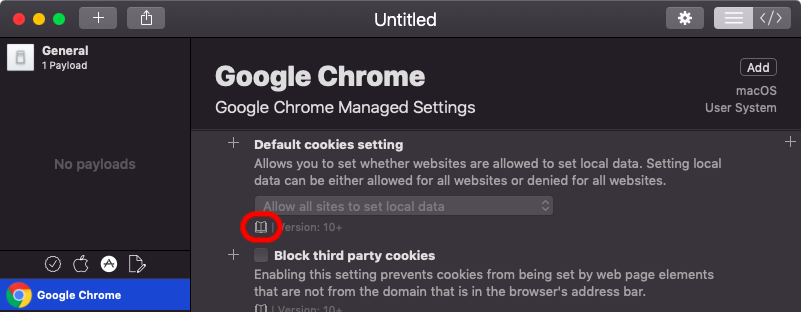 Untitled
</>
General
1 Payload
No payloads
Google Chrome
Google Chrome
Google Chrome Managed Settings
Add
macOS
User System
Default cookies setting
Allows you to set whether websites are allowed to set local data. Setting local
data can be either allowed for all websites or denied for all websites.
Allow all sites to set local data
| Version: 10+
Block third party cookies
Enabling this setting prevents cookies from being set by web page elements
that are not from the domain that is in the browser's address bar.
| Version: 10+